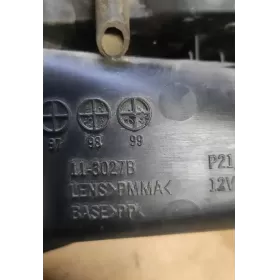 97 98 99
11-3027B P21
LENS>PMMA< 12V
BASE>PP<